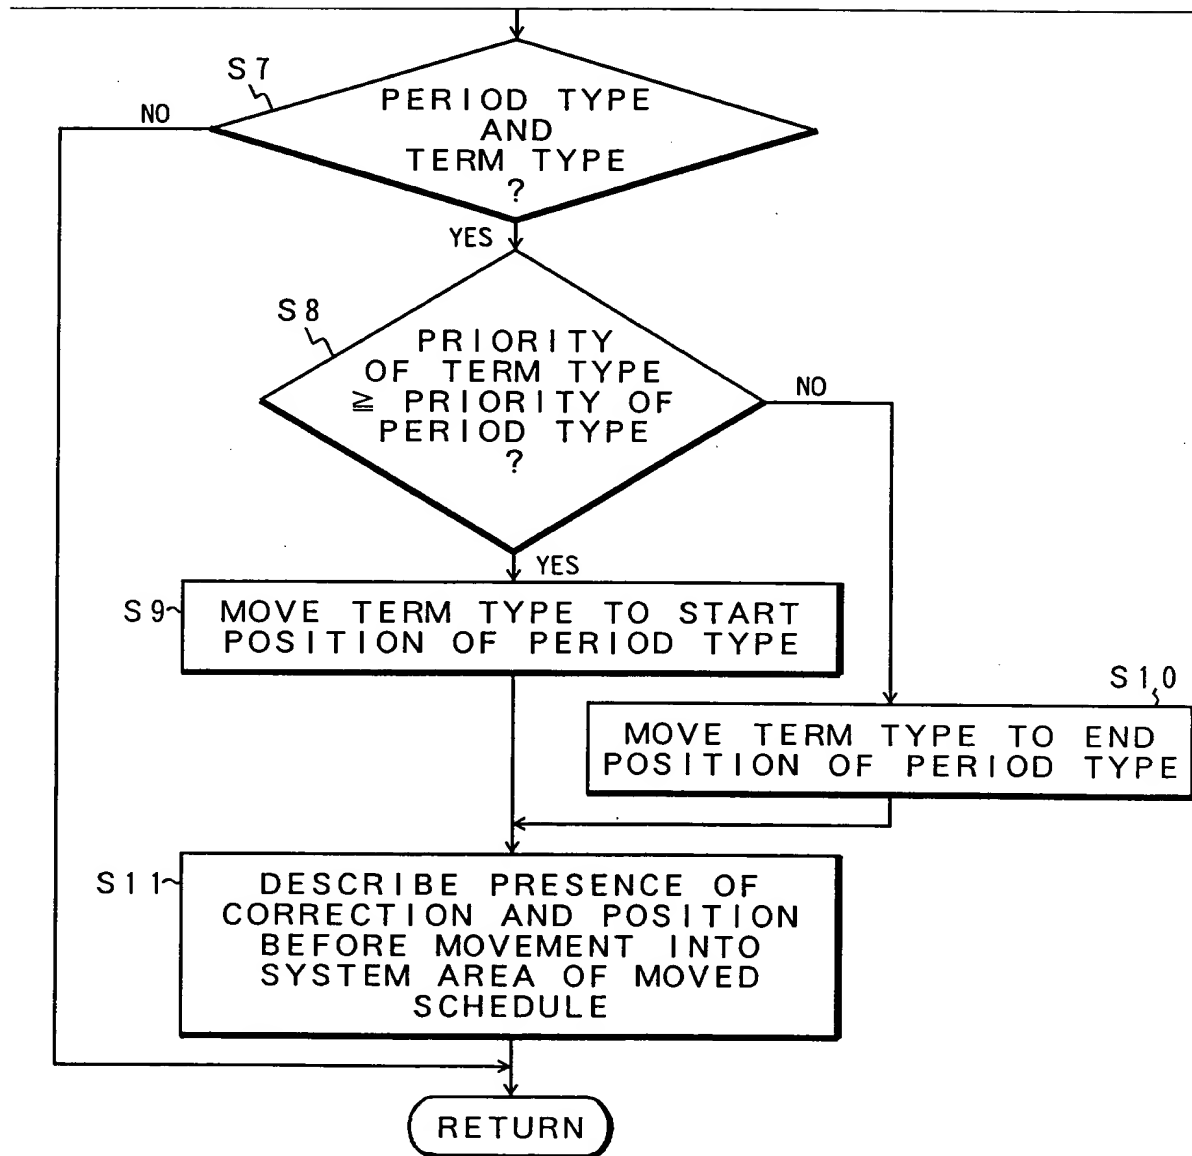 S7
NO
PERIOD TYPE
AND
TERM TYPE
?
YES
S8
PRIORITY
OF TERM TYPE
≧ PRIORITY OF
PERIOD TYPE
?
NO
YES
S9
MOVE TERM TYPE TO START
POSITION OF PERIOD TYPE
S10
MOVE TERM TYPE TO END
POSITION OF PERIOD TYPE
S11
DESCRIBE PRESENCE OF
CORRECTION AND POSITION
BEFORE MOVEMENT INTO
SYSTEM AREA OF MOVED
SCHEDULE
RETURN